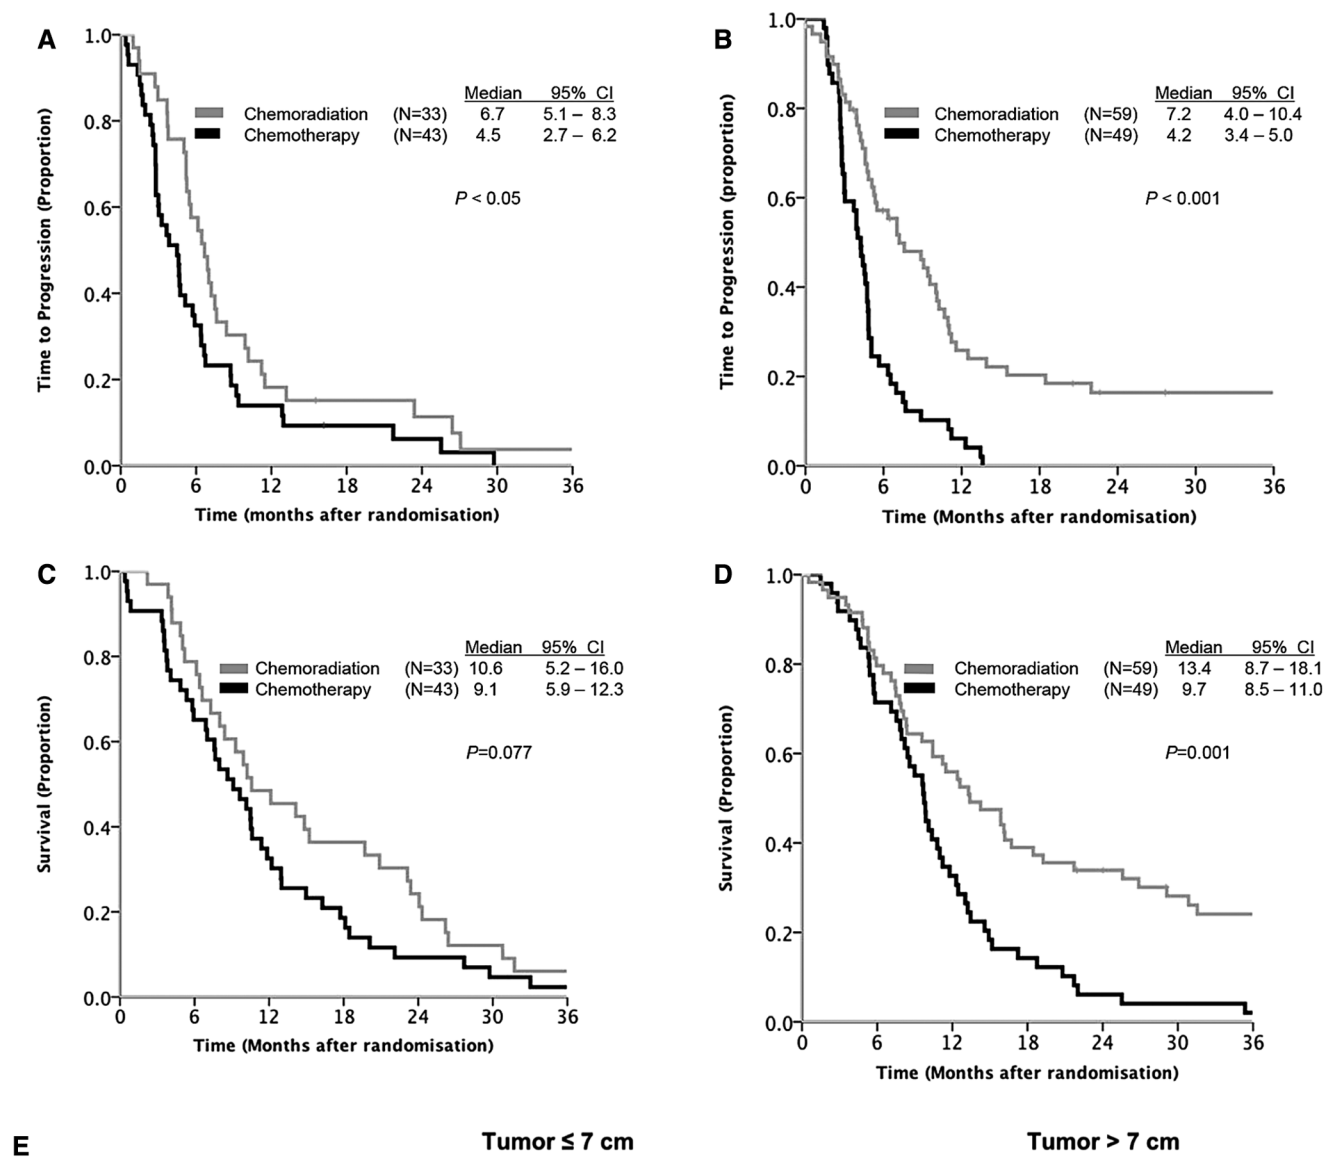 A
Time to Progression (Proportion)
1.0
0.8
0.6
0.4
0.2
0.0
Median 95% CI
Chemoradiation (N=33) 6.7 5.1 – 8.3
Chemotherapy (N=43) 4.5 2.7 – 6.2
P < 0.05
0 6 12 18 24 30 36
Time (months after randomisation)
B
Time to Progression (proportion)
1.0
0.8
0.6
0.4
0.2
0.0
Median 95% CI
Chemoradiation (N=59) 7.2 4.0 – 10.4
Chemotherapy (N=49) 4.2 3.4 – 5.0
P < 0.001
0 6 12 18 24 30 36
Time (Months after randomisation)
C
Survival (Proportion)
1.0
0.8
0.6
0.4
0.2
0.0
Median 95% CI
Chemoradiation (N=33) 10.6 5.2 – 16.0
Chemotherapy (N=43) 9.1 5.9 – 12.3
P=0.077
0 6 12 18 24 30 36
Time (Months after randomisation)
D
Survival (Proportion)
1.0
0.8
0.6
0.4
0.2
0.0
Median 95% CI
Chemoradiation (N=59) 13.4 8.7 – 18.1
Chemotherapy (N=49) 9.7 8.5 – 11.0
P=0.001
0 6 12 18 24 30 36
Time (Months after randomisation)
E
Tumor ≤ 7 cm
Tumor > 7 cm